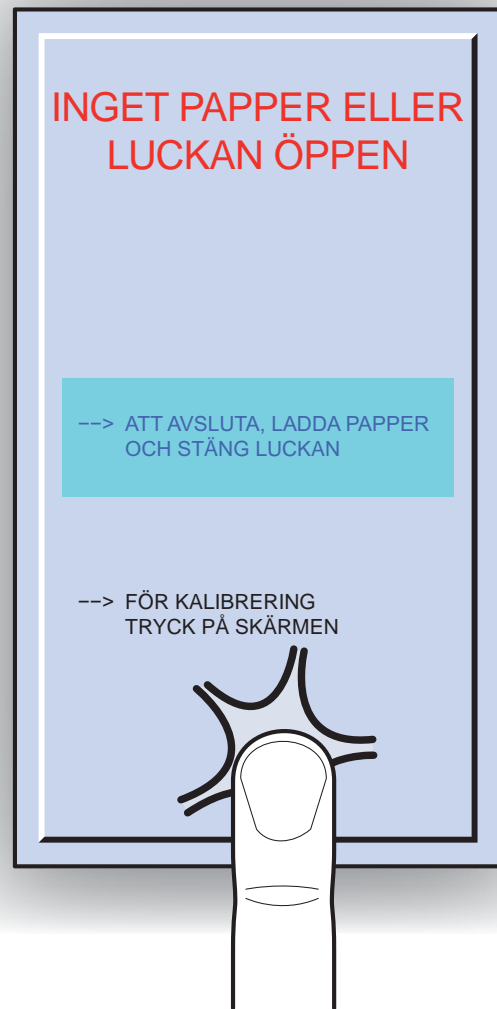 INGET PAPPER ELLER
LUCKAN ÖPPEN
--> ATT AVSLUTA, LADDA PAPPER
OCH STÄNG LUCKAN
--> FÖR KALIBRERING
TRYCK PÅ SKÄRMEN